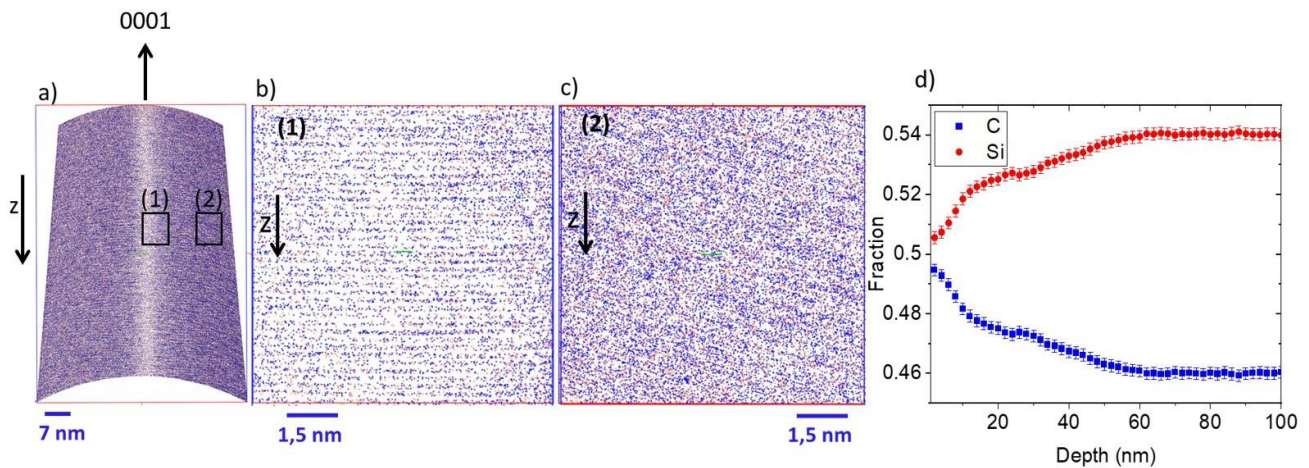 0001
a)
z
(1)
(2)
7 nm
b)
(1)
Z
1,5 nm
c)
(2)
Z
1,5 nm
d)
C
Si
Fraction
0.54
0.52
0.5
0.48
0.46
20
40
60
80
100
Depth (nm)